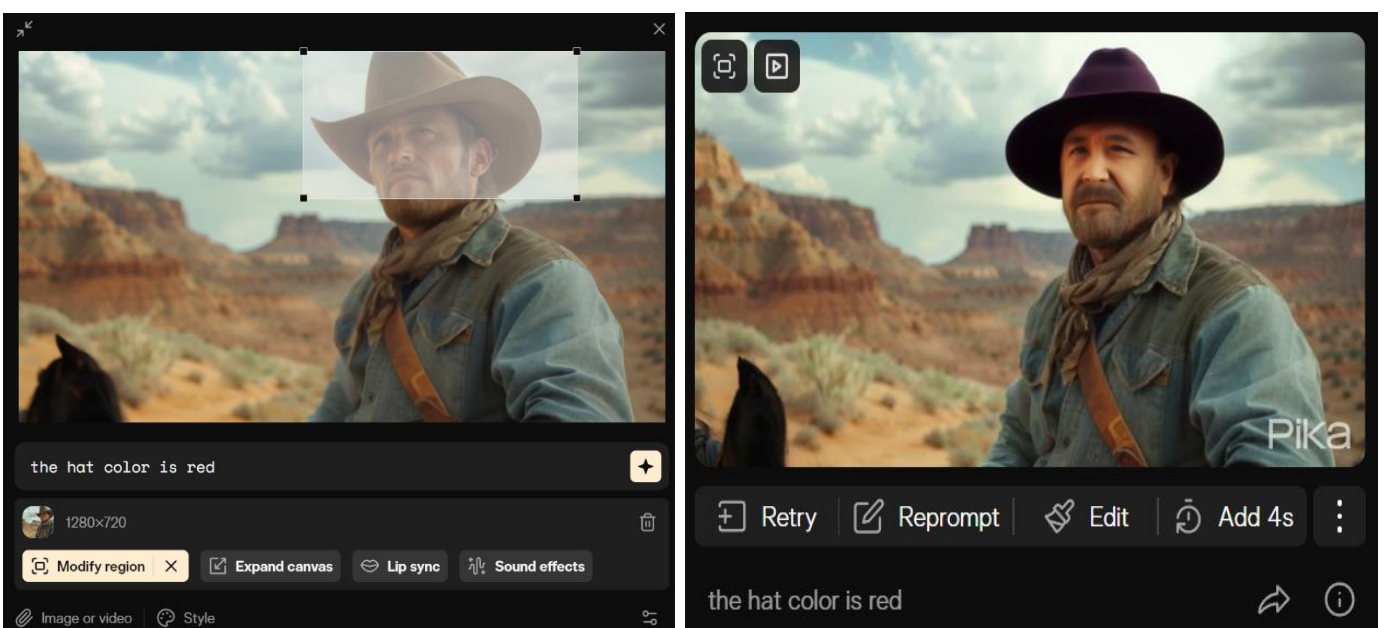 the hat color is red
1280×720
Modify region
Expand canvas
Lip sync
Sound effects
Image or video
Style
Pika
Retry
Reprompt
Edit
Add 4s
the hat color is red